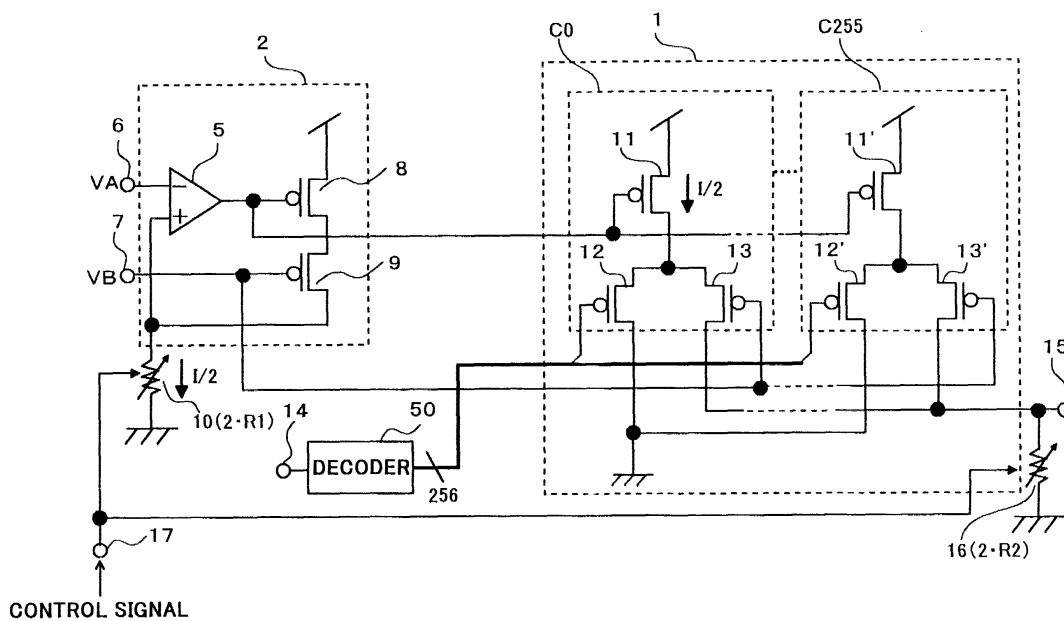 C0
1
C255
2
6
5
VA
−
+
8
11
I/2
11'
7
VB
9
12
13
12'
13'
15
I/2
10(2·R1)
14
50
DECODER
256
17
16(2·R2)
CONTROL SIGNAL